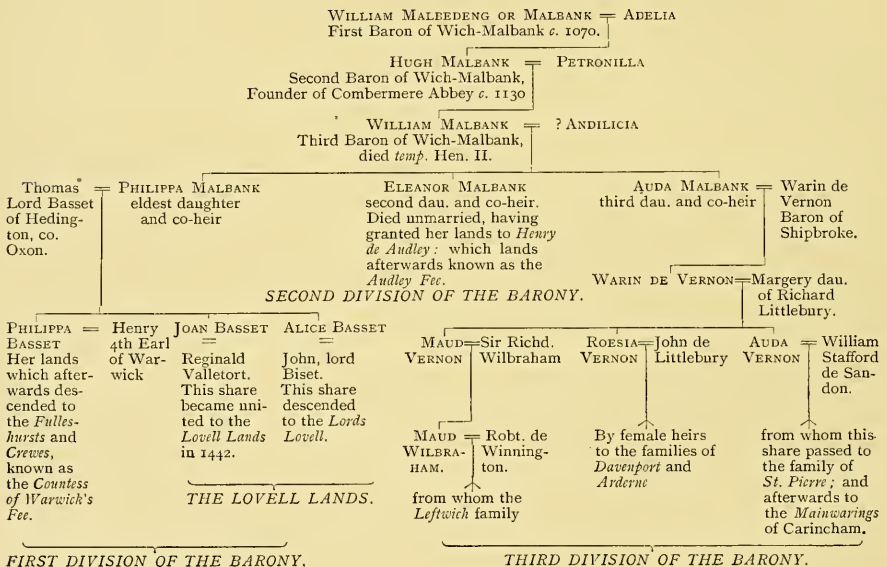 WILLIAM MALBEDENG OR MALBANK = ADELIA
First Baron of Wich-Malbank c. 1070.
HUGH MALBANK = PETRONILLA
Second Baron of Wich-Malbank,
Founder of Combermere Abbey c. 1130
WILLIAM MALBANK = ? ANDILICIA
Third Baron of Wich-Malbank,
died temp. Hen. II.
Thomas = PHILIPPA MALBANK
Lord Basset
of Heding-
ton, co.
Oxon.
eldest daughter
and co-heir
ELEANOR MALBANK
second dau. and co-heir.
Died unmarried, having
granted her lands to Henry
de Audley: which lands
afterwards known as the
Audley Fee.
SECOND DIVISION OF THE BARONY.
AUDA MALBANK = Warin de
third dau. and co-heir
Vernon
Baron of
Shipbroke.
WARIN DE VERNON = Margery dau.
of Richard
Littlebury.
PHILIPPA =
BASSET
Her lands
which after-
wards des-
cended to
the Fulles-
hursts and
Crewes,
known as
the Countess
of Warwick's
Fee.
Henry
4th Earl
of War-
wick
JOAN BASSET
=
Reginald
Valletort.
This share
became uni-
ted to the
Lovell Lands
in 1442.
ALICE BASSET
=
John, lord
Biset.
This share
descended
to the Lords
Lovell.
THE LOVELL LANDS.
FIRST DIVISION OF THE BARONY.
MAUD = Sir Richd.
VERNON Wilbraham.
MAUD = Robt. de
WILBRA- Winning-
HAM. ton.
from whom the
Leftwich family
ROESIA = John de
VERNON Littlebury
By female heirs
to the families of
Davenport and
Arderne
AUDA = William
VERNON Stafford
de San-
don.
from whom this
share passed to
the family of
St. Pierre; and
afterwards to
the Mainwarings
of Carincham.
THIRD DIVISION OF THE BARONY.